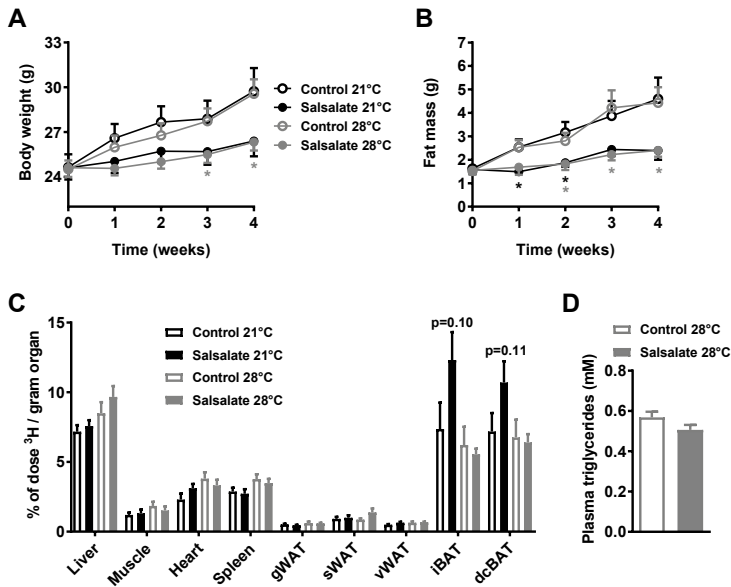 A
Body weight (g)
33
30
27
24
0 1 2 3 4
Time (weeks)
* *
Control 21°C
Salsalate 21°C
Control 28°C
Salsalate 28°C
B
Fat mass (g)
7
6
5
4
3
2
1
0
0 1 2 3 4
Time (weeks)
* * * *
*
C
% of dose ³H / gram organ
15
10
5
0
Control 21°C
Salsalate 21°C
Control 28°C
Salsalate 28°C
p=0.10
p=0.11
Liver
Muscle
Heart
Spleen
gWAT
sWAT
vWAT
iBAT
dcBAT
D
Control 28°C
Salsalate 28°C
Plasma triglycerides (mM)
0.8
0.6
0.4
0.2
0.0